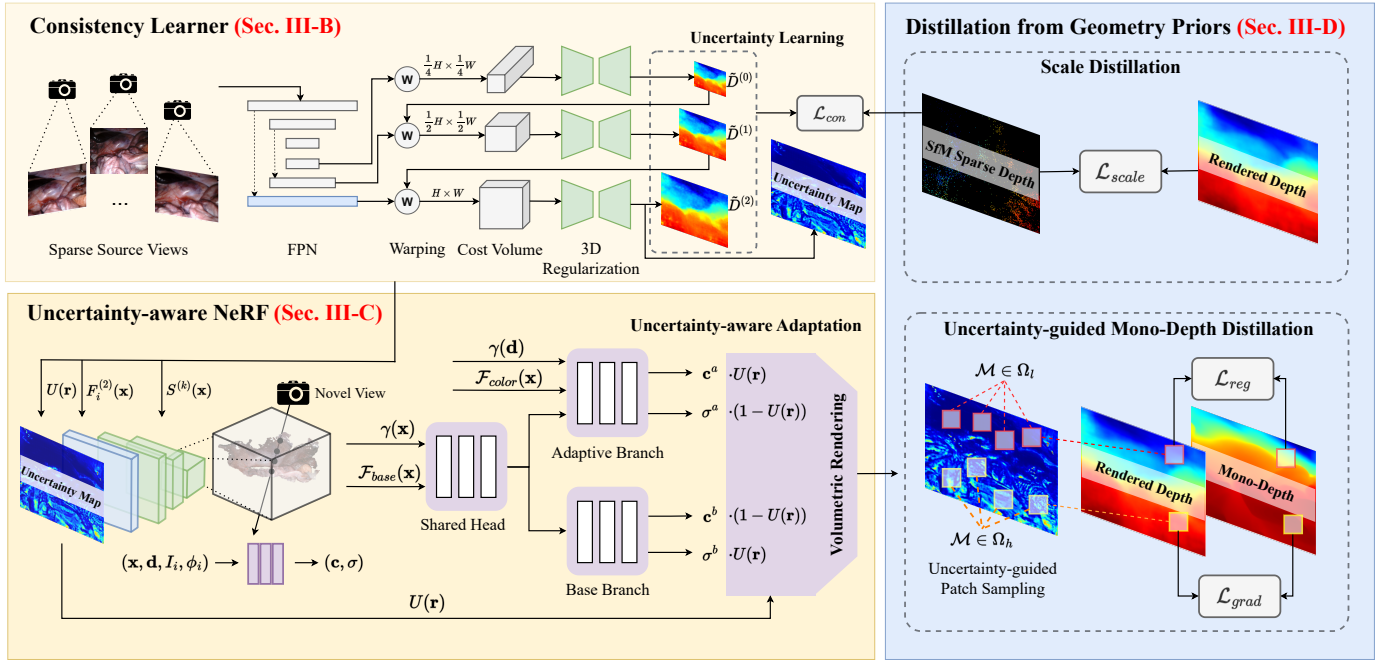 Consistency Learner (Sec. III-B)
Uncertainty Learning
Sparse Source Views
...
FPN
W
W
W
Warping
1/4 H × 1/4 W
1/2 H × 1/2 W
H × W
Cost Volume
3D
Regularization
D̃^(0)
D̃^(1)
D̃^(2)
ℒ_con
Uncertainty Map
Uncertainty-aware NeRF (Sec. III-C)
Uncertainty-aware Adaptation
U(r)
F_i^(2)(x)
S^(k)(x)
Novel View
Uncertainty Map
(x, d, I_i, ϕ_i)
(c, σ)
γ(d)
ℱ_color(x)
γ(x)
ℱ_base(x)
Shared Head
Adaptive Branch
Base Branch
c^a ·U(r)
σ^a ·(1 − U(r))
c^b ·(1 − U(r))
σ^b ·U(r)
U(r)
Volumetric Rendering
Distillation from Geometry Priors (Sec. III-D)
Scale Distillation
SfM Sparse Depth
ℒ_scale
Rendered Depth
Uncertainty-guided Mono-Depth Distillation
ℳ ∈ Ω_l
ℳ ∈ Ω_h
Uncertainty-guided
Patch Sampling
ℒ_reg
Rendered Depth
Mono-Depth
ℒ_grad